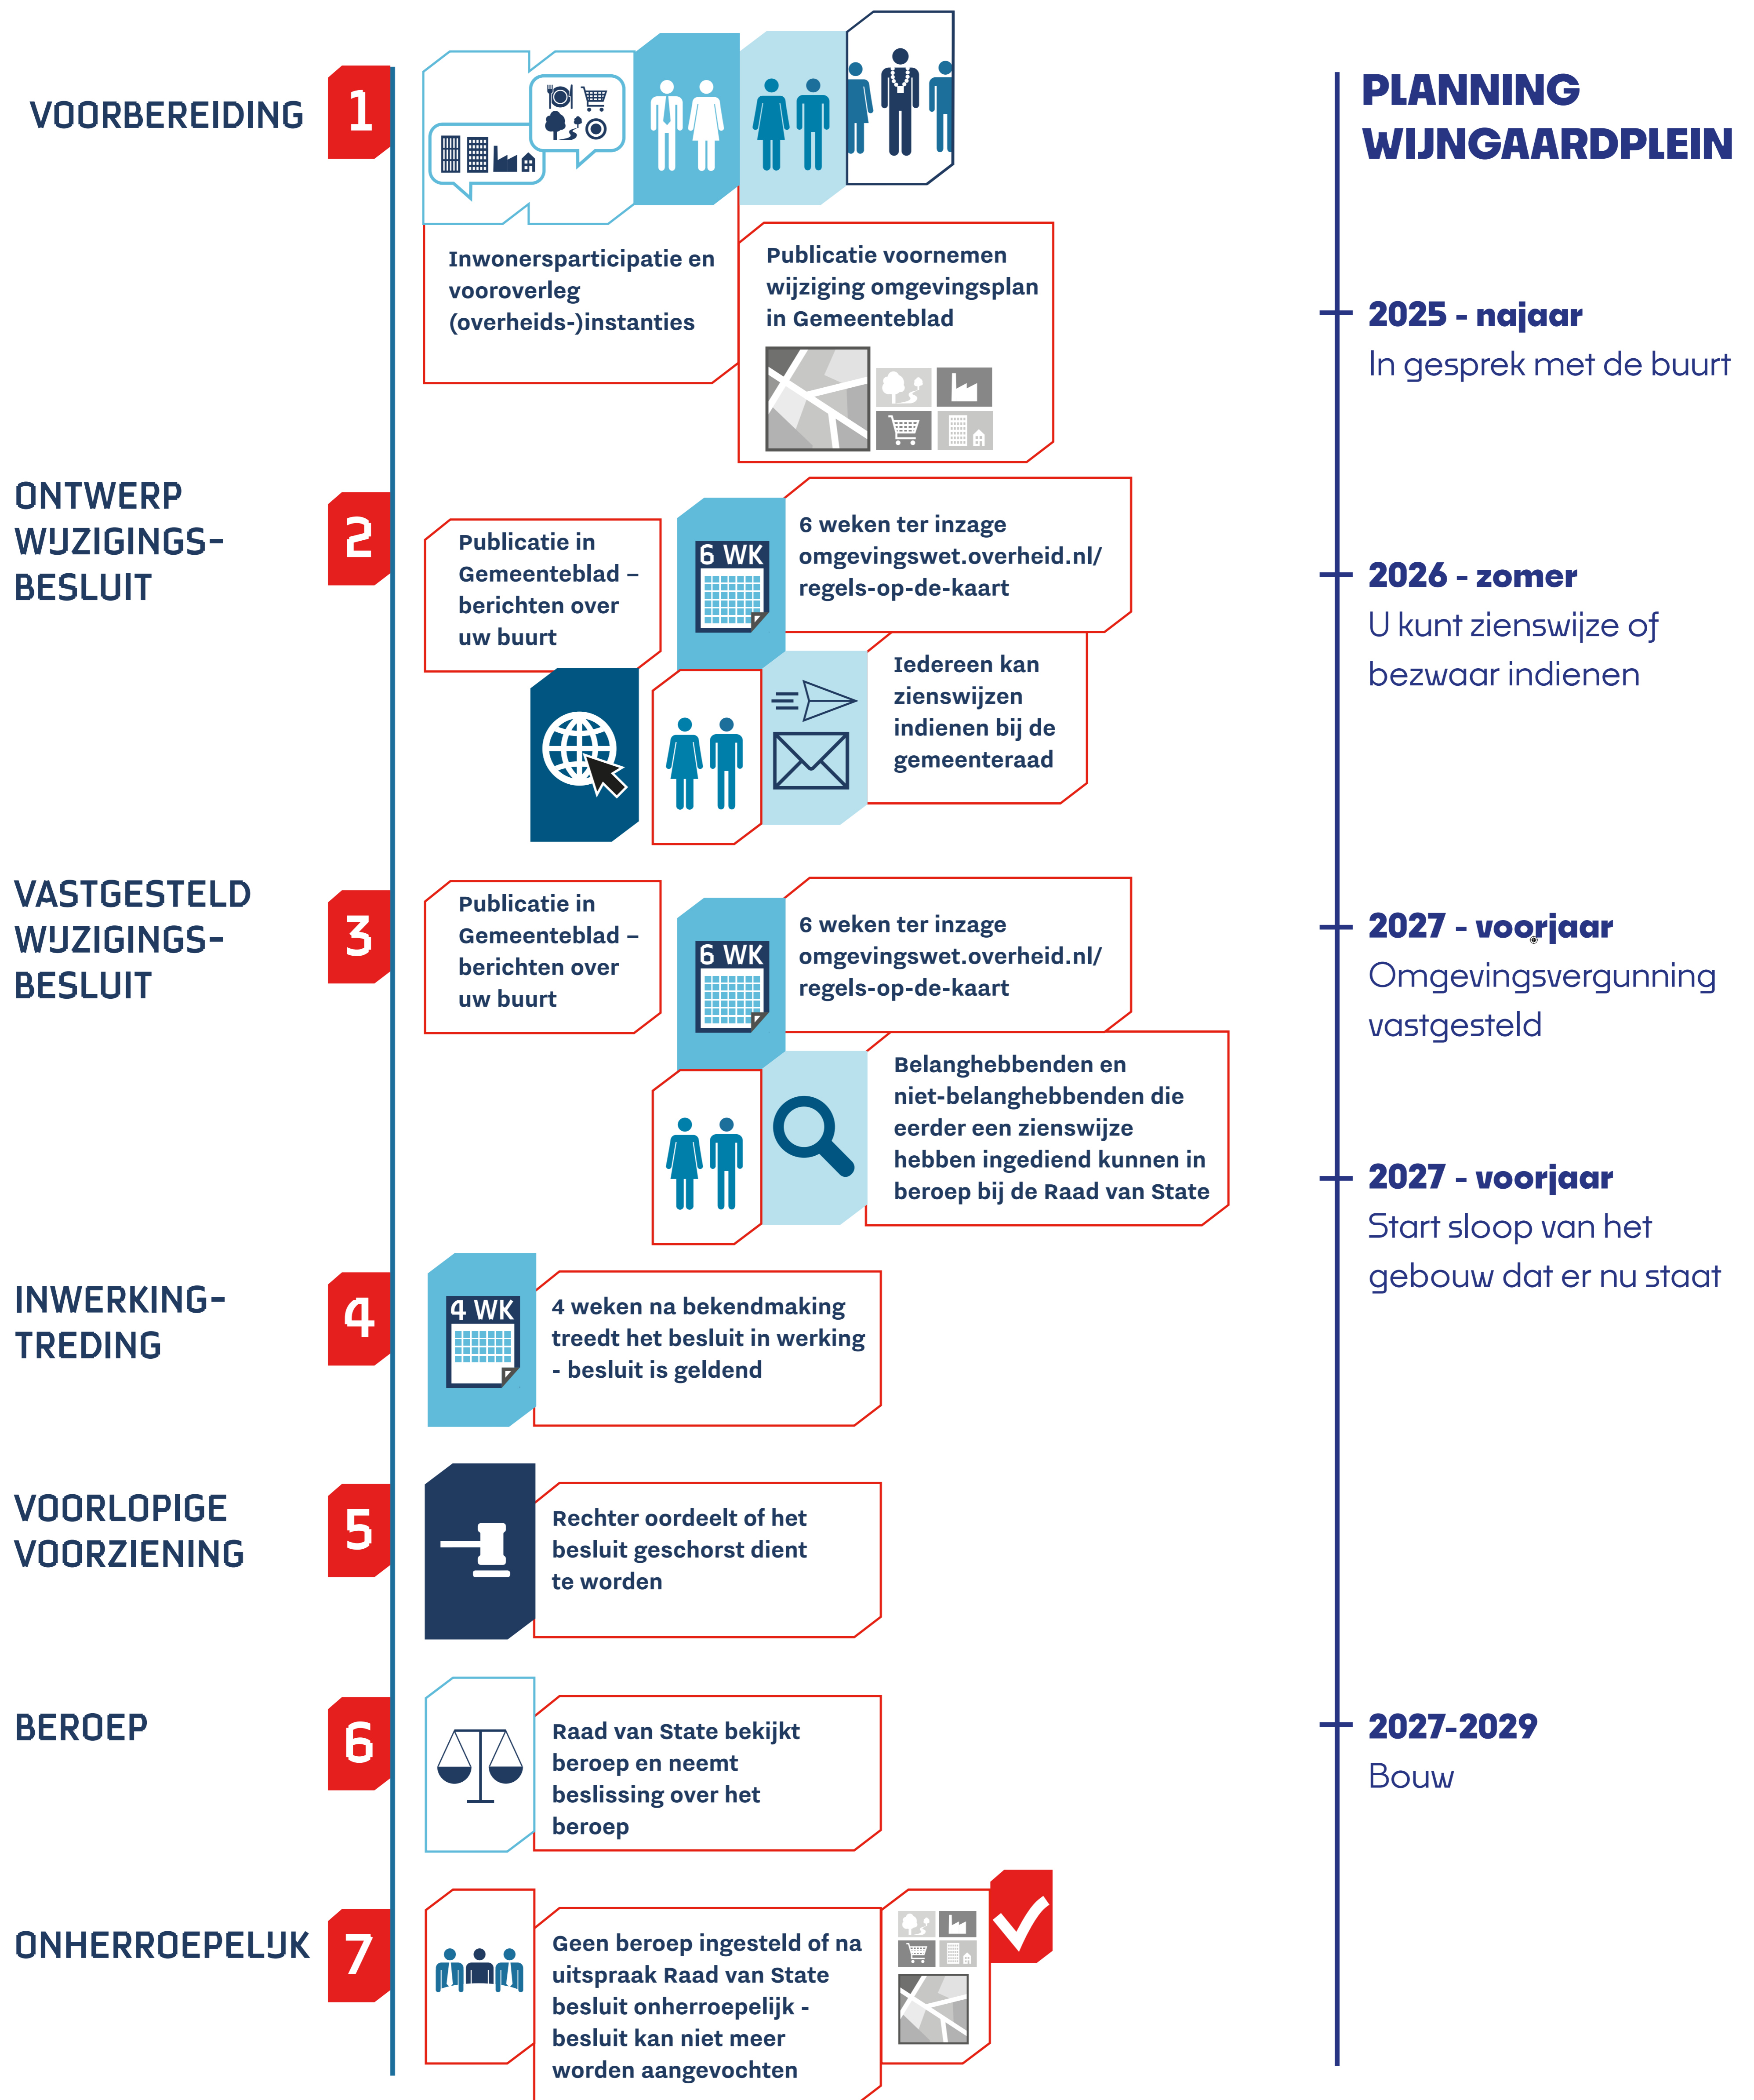 VOORBEREIDING
1
Inwonersparticipatie en
vooroverleg
(overheids-)instanties
Publicatie voornemen
wijziging omgevingsplan
in Gemeenteblad
ONTWERP
WIJZIGINGS-
BESLUIT
2
Publicatie in
Gemeenteblad –
berichten over
uw buurt
6 WK
6 weken ter inzage
omgevingswet.overheid.nl/
regels-op-de-kaart
Iedereen kan
zienswijzen
indienen bij de
gemeenteraad
VASTGESTELD
WIJZIGINGS-
BESLUIT
3
Publicatie in
Gemeenteblad –
berichten over
uw buurt
6 WK
6 weken ter inzage
omgevingswet.overheid.nl/
regels-op-de-kaart
Belanghebbenden en
niet-belanghebbenden die
eerder een zienswijze
hebben ingediend kunnen in
beroep bij de Raad van State
INWERKING-
TREDING
4
4 WK
4 weken na bekendmaking
treedt het besluit in werking
- besluit is geldend
VOORLOPIGE
VOORZIENING
5
Rechter oordeelt of het
besluit geschorst dient
te worden
BEROEP
6
Raad van State bekijkt
beroep en neemt
beslissing over het
beroep
ONHERROEPELIJK
7
Geen beroep ingesteld of na
uitspraak Raad van State
besluit onherroepelijk -
besluit kan niet meer
worden aangevochten
PLANNING
WIJNGAARDPLEIN
2025 - najaar
In gesprek met de buurt
2026 - zomer
U kunt zienswijze of
bezwaar indienen
2027 - voorjaar
Omgevingsvergunning
vastgesteld
2027 - voorjaar
Start sloop van het
gebouw dat er nu staat
2027-2029
Bouw